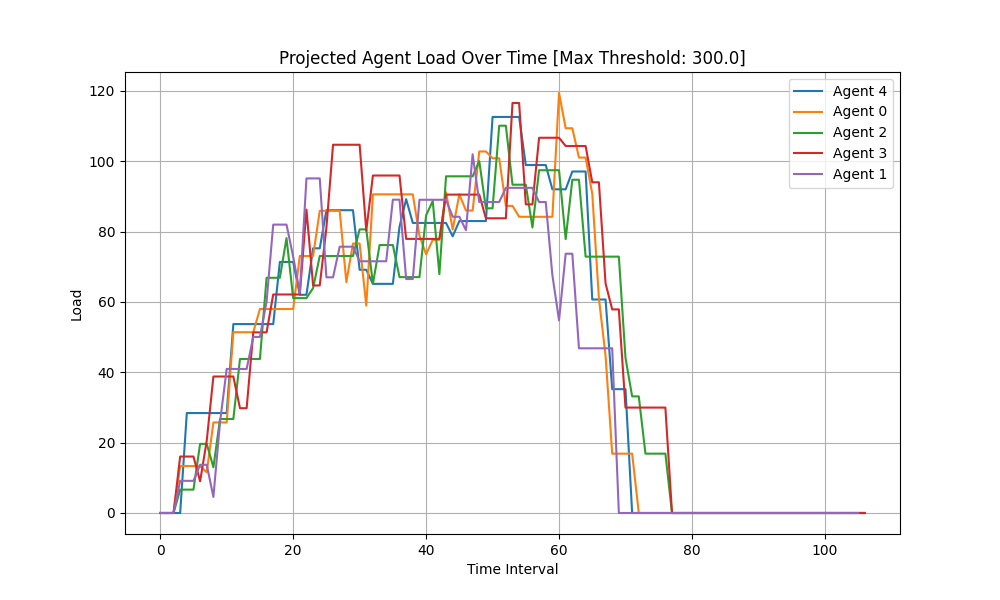 Projected Agent Load Over Time [Max Threshold: 300.0]
Load
120
100
80
60
40
20
0
Agent 4
Agent 0
Agent 2
Agent 3
Agent 1
0 20 40 60 80 100
Time Interval